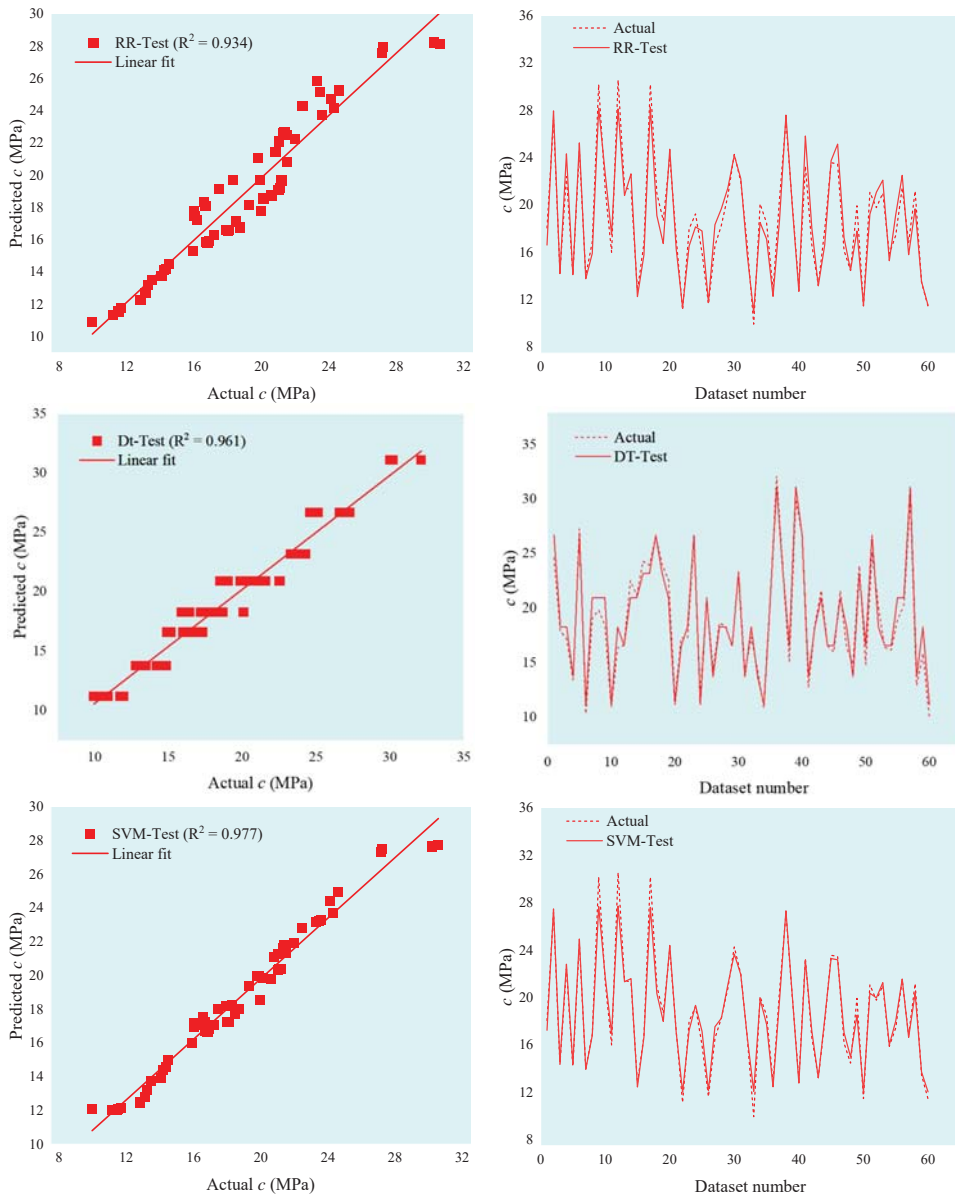 30
28
26
24
22
20
18
16
14
12
10
Predicted c (MPa)
RR-Test (R² = 0.934)
Linear fit
8 12 16 20 24 28 32
Actual c (MPa)
36
32
28
24
20
16
12
8
c (MPa)
Actual
RR-Test
0 10 20 30 40 50 60
Dataset number
35
30
25
20
15
10
Predicted c (MPa)
Dt-Test (R² = 0.961)
Linear fit
10 15 20 25 30 35
Actual c (MPa)
35
30
25
20
15
10
c (MPa)
Actual
DT-Test
0 10 20 30 40 50 60
Dataset number
30
28
26
24
22
20
18
16
14
12
10
Predicted c (MPa)
SVM-Test (R² = 0.977)
Linear fit
8 12 16 20 24 28 32
Actual c (MPa)
36
32
28
24
20
16
12
8
c (MPa)
Actual
SVM-Test
0 10 20 30 40 50 60
Dataset number